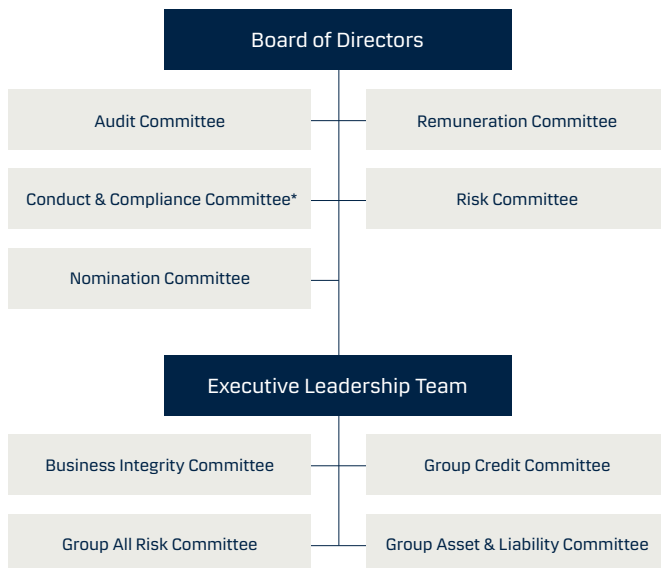 Board of Directors
Audit Committee
Remuneration Committee
Conduct & Compliance Committee*
Risk Committee
Nomination Committee
Executive Leadership Team
Business Integrity Committee
Group Credit Committee
Group All Risk Committee
Group Asset & Liability Committee